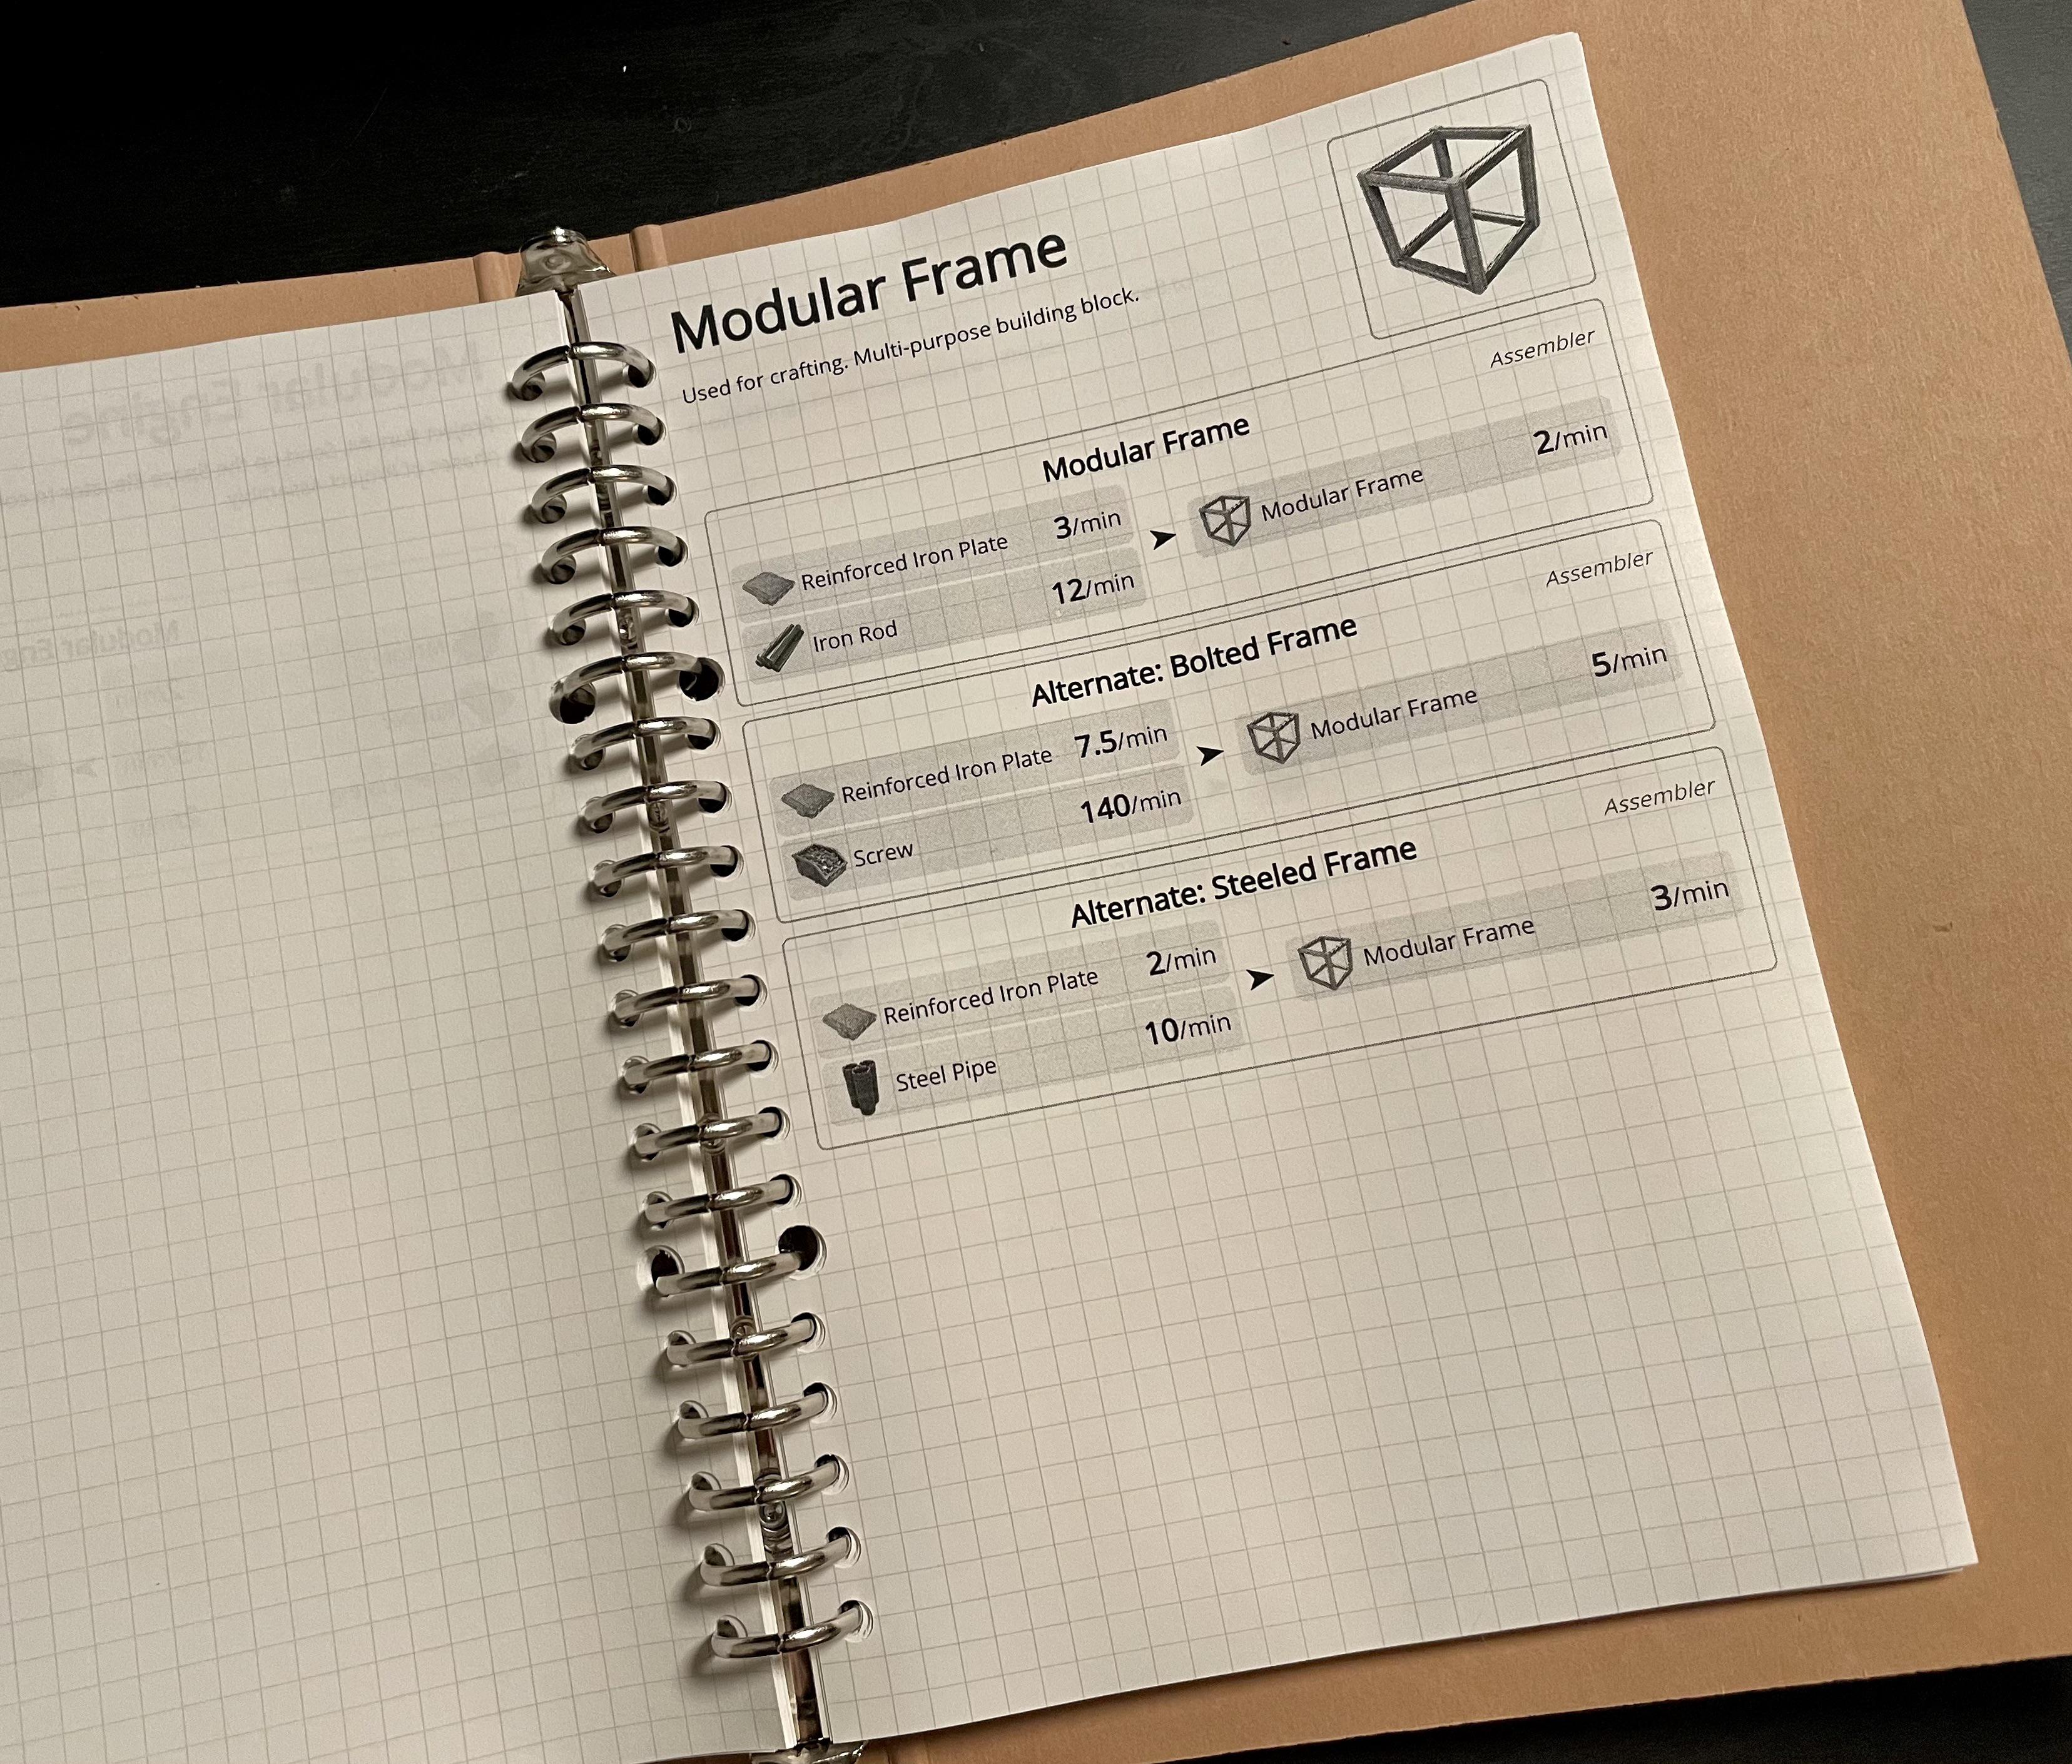 Modular Frame
Used for crafting. Multi-purpose building block.
Assembler
Modular Frame
Reinforced Iron Plate 3/min
Modular Frame 2/min
Iron Rod 12/min
Assembler
Alternate: Bolted Frame
Reinforced Iron Plate 7.5/min
Modular Frame 5/min
Screw 140/min
Assembler
Alternate: Steeled Frame
Reinforced Iron Plate 2/min
Modular Frame 3/min
Steel Pipe 10/min